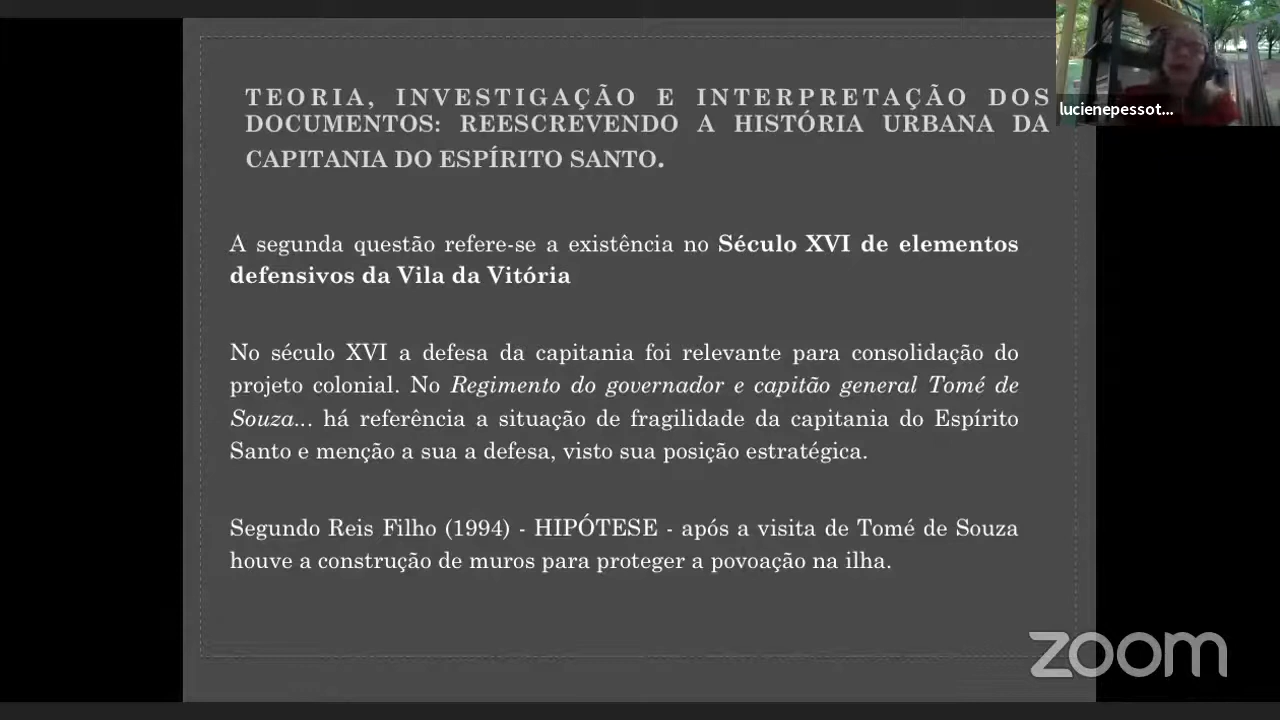 TEORIA, INVESTIGAÇÃO E INTERPRETAÇÃO DOS
DOCUMENTOS: REESCREVENDO A HISTÓRIA URBANA DA
CAPITANIA DO ESPÍRITO SANTO.
lucienepessot...
A segunda questão refere-se a existência no Século XVI de elementos
defensivos da Vila da Vitória
No século XVI a defesa da capitania foi relevante para consolidação do
projeto colonial. No Regimento do governador e capitão general Tomé de
Souza... há referência a situação de fragilidade da capitania do Espírito
Santo e menção a sua a defesa, visto sua posição estratégica.
Segundo Reis Filho (1994) - HIPÓTESE - após a visita de Tomé de Souza
houve a construção de muros para proteger a povoação na ilha.
zoom